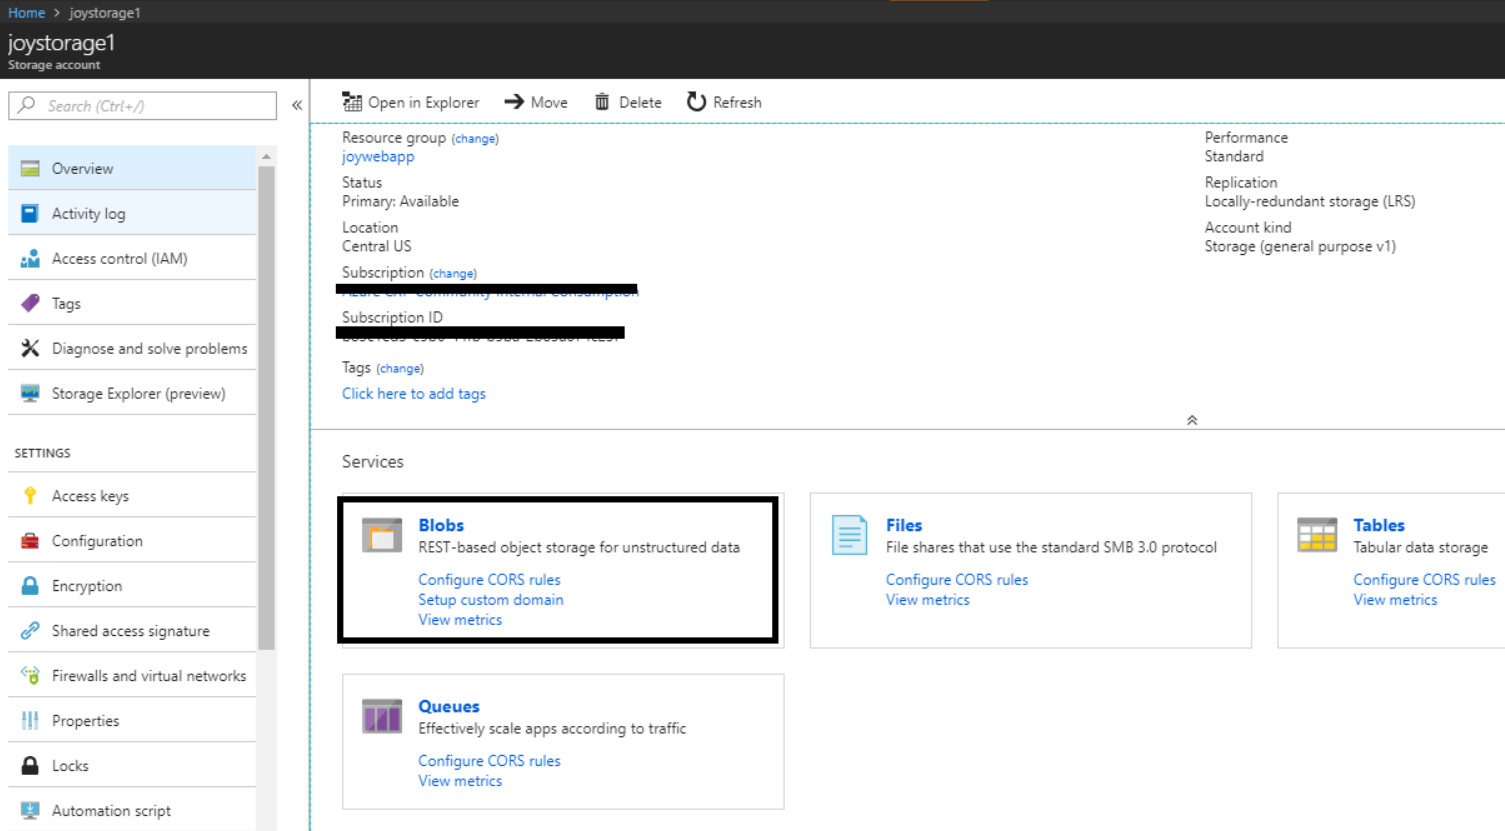 Home > joystorage1
joystorage1
Storage account
Search (Ctrl+/)
«
Overview
Activity log
Access control (IAM)
Tags
Diagnose and solve problems
Storage Explorer (preview)
SETTINGS
Access keys
Configuration
Encryption
Shared access signature
Firewalls and virtual networks
Properties
Locks
Automation script
Open in Explorer Move Delete Refresh
Resource group (change)
joywebapp
Status
Primary: Available
Location
Central US
Subscription (change)
Subscription ID
Tags (change)
Click here to add tags
Performance
Standard
Replication
Locally-redundant storage (LRS)
Account kind
Storage (general purpose v1)
Services
Blobs
REST-based object storage for unstructured data
Configure CORS rules
Setup custom domain
View metrics
Files
File shares that use the standard SMB 3.0 protocol
Configure CORS rules
View metrics
Tables
Tabular data storage
Configure CORS rules
View metrics
Queues
Effectively scale apps according to traffic
Configure CORS rules
View metrics